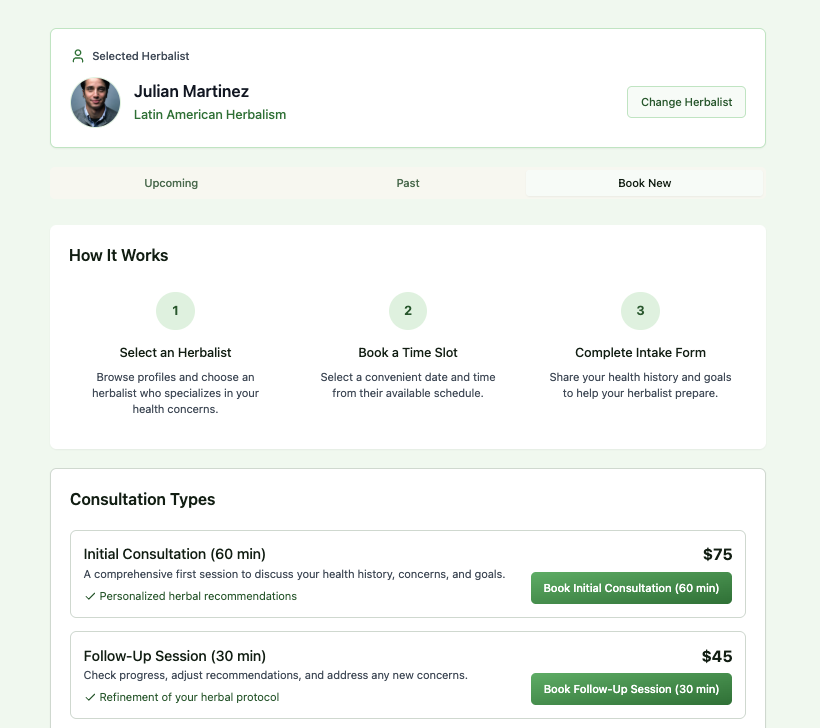 Selected Herbalist
Julian Martinez
Latin American Herbalism
Change Herbalist
Upcoming
Past
Book New
How It Works
1
2
3
Select an Herbalist
Book a Time Slot
Complete Intake Form
Browse profiles and choose an
herbalist who specializes in your
health concerns.
Select a convenient date and time
from their available schedule.
Share your health history and goals
to help your herbalist prepare.
Consultation Types
Initial Consultation (60 min)
$75
A comprehensive first session to discuss your health history, concerns, and goals.
Personalized herbal recommendations
Book Initial Consultation (60 min)
Follow-Up Session (30 min)
$45
Check progress, adjust recommendations, and address any new concerns.
Refinement of your herbal protocol
Book Follow-Up Session (30 min)